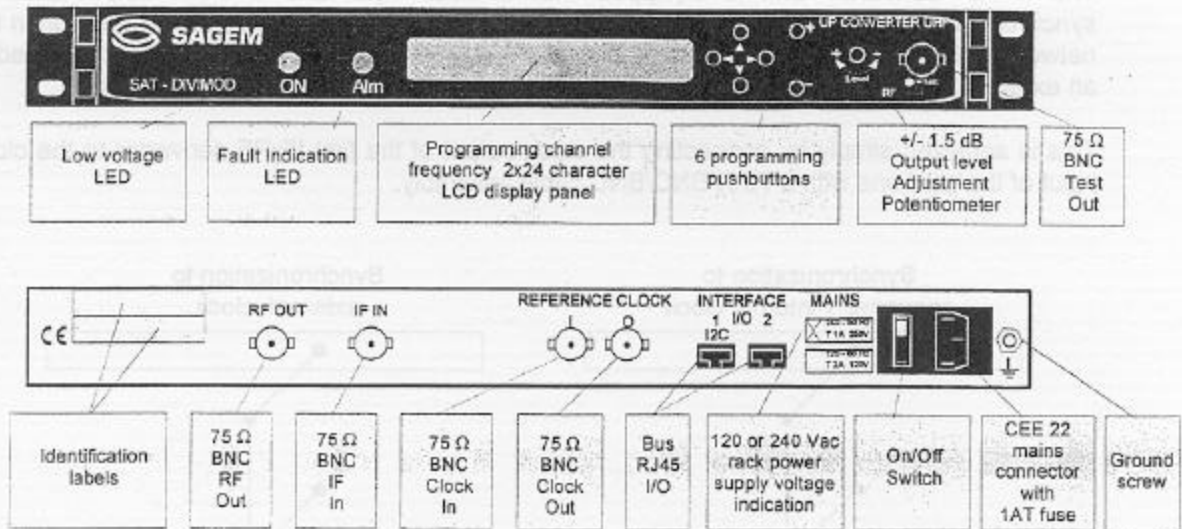 sync
netwo
an ex
SAGEM
UP CONVERTER
SAT - DIVIMOD
ON
Alm
Level
RF
Low voltage
LED
Fault Indication
LED
Programming channel
frequency 2x24 character
LCD display panel
6 programming
pushbuttons
+/- 1.5 dB
Output level
Adjustment
Potentiometer
75 Ω
BNC
Test
Out
CE
RF OUT
IF IN
REFERENCE CLOCK
I
O
INTERFACE
1 I/O 2
I2C
MAINS
Identification
labels
75 Ω
BNC
RF
Out
75 Ω
BNC
IF
In
75 Ω
BNC
Clock
In
75 Ω
BNC
Clock
Out
Bus
RJ45
I/O
120 or 240 Vac
rack power
supply voltage
indication
On/Off
Switch
CEE 22
mains
connector
with
1AT fuse
Ground
screw